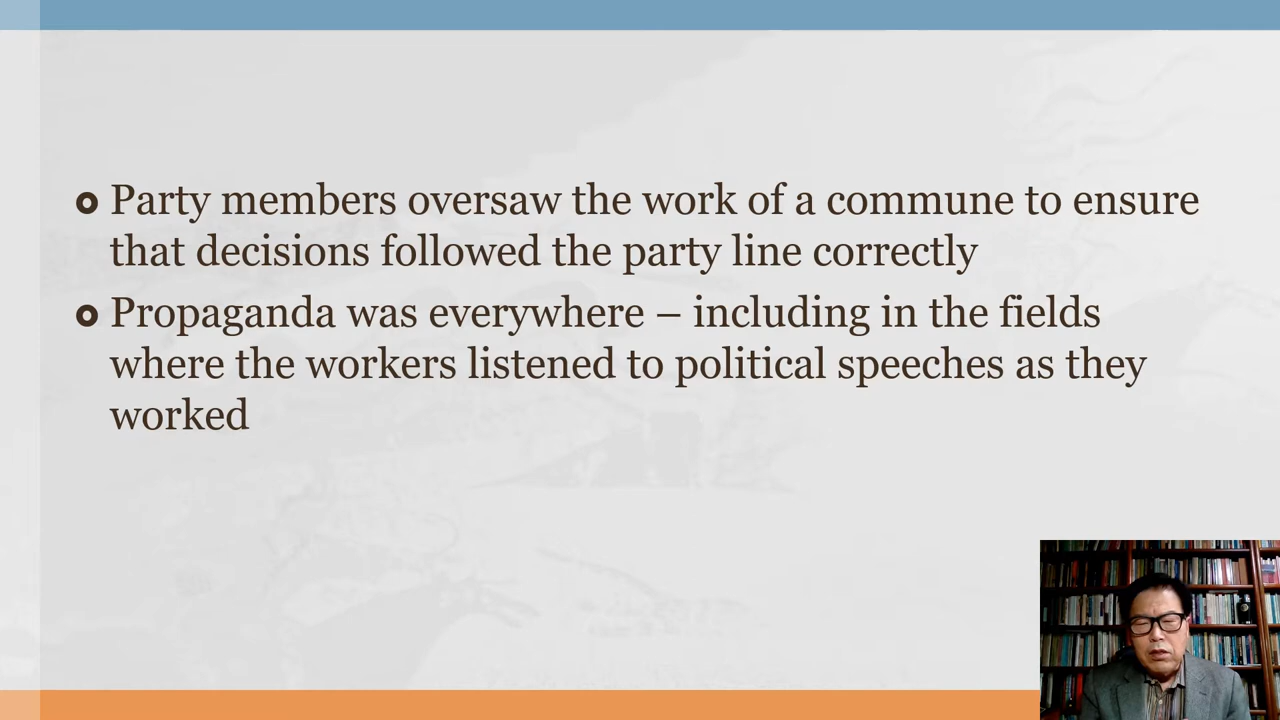 Party members oversaw the work of a commune to ensure
that decisions followed the party line correctly
Propaganda was everywhere – including in the fields
where the workers listened to political speeches as they
worked